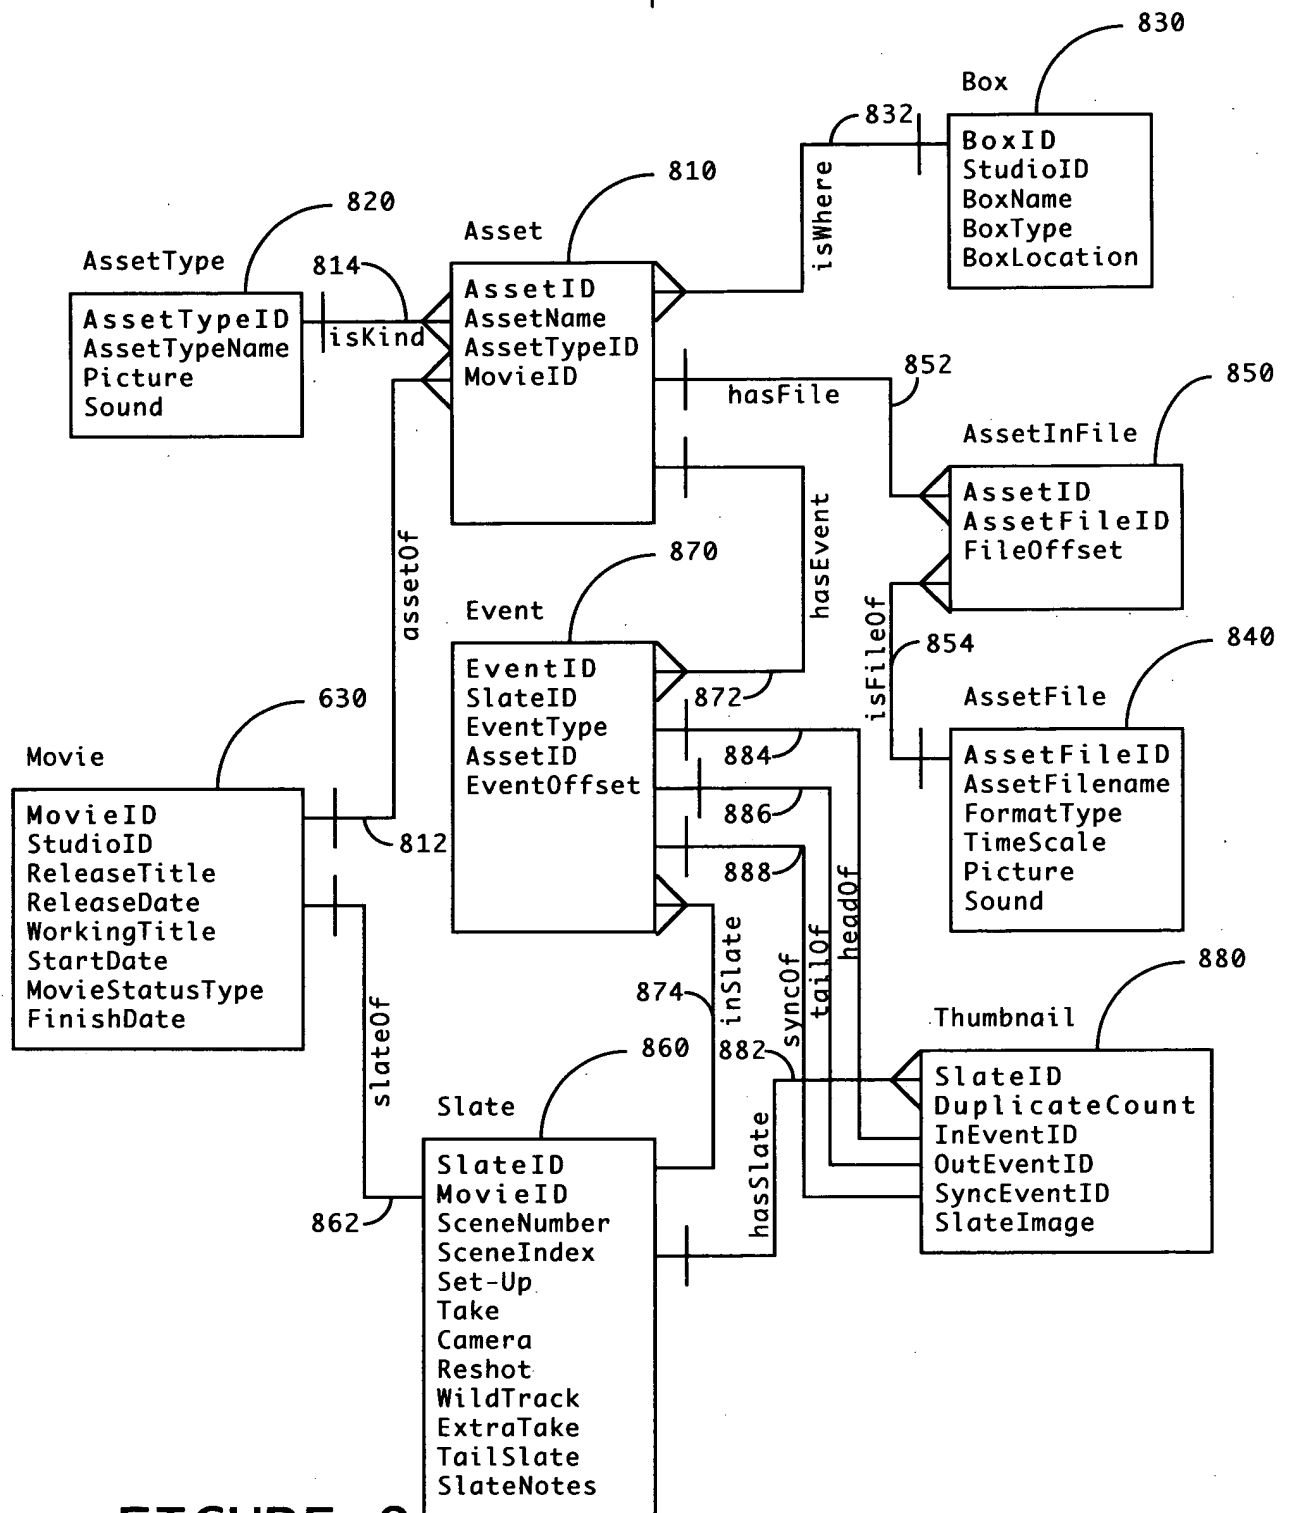 830
Box
832
BoxID
StudioID
BoxName
BoxType
BoxLocation
isWhere
810
820
Asset
AssetType
814
AssetTypeID
AssetTypeName
Picture
Sound
isKind
AssetID
AssetName
AssetTypeID
MovieID
hasFile
852
850
AssetInFile
AssetID
AssetFileID
FileOffset
hasEvent
assetOf
870
Event
EventID
SlateID
EventType
AssetID
EventOffset
872
884
886
888
isFileOf
854
840
AssetFile
AssetFileID
AssetFilename
FormatType
TimeScale
Picture
Sound
630
Movie
MovieID
StudioID
ReleaseTitle
ReleaseDate
WorkingTitle
StartDate
MovieStatusType
FinishDate
812
slateOf
862
inSlate
874
syncOf
tailOf
headOf
880
Thumbnail
882
SlateID
DuplicateCount
InEventID
OutEventID
SyncEventID
SlateImage
hasSlate
860
Slate
SlateID
MovieID
SceneNumber
SceneIndex
Set-Up
Take
Camera
Reshot
WildTrack
ExtraTake
TailSlate
SlateNotes